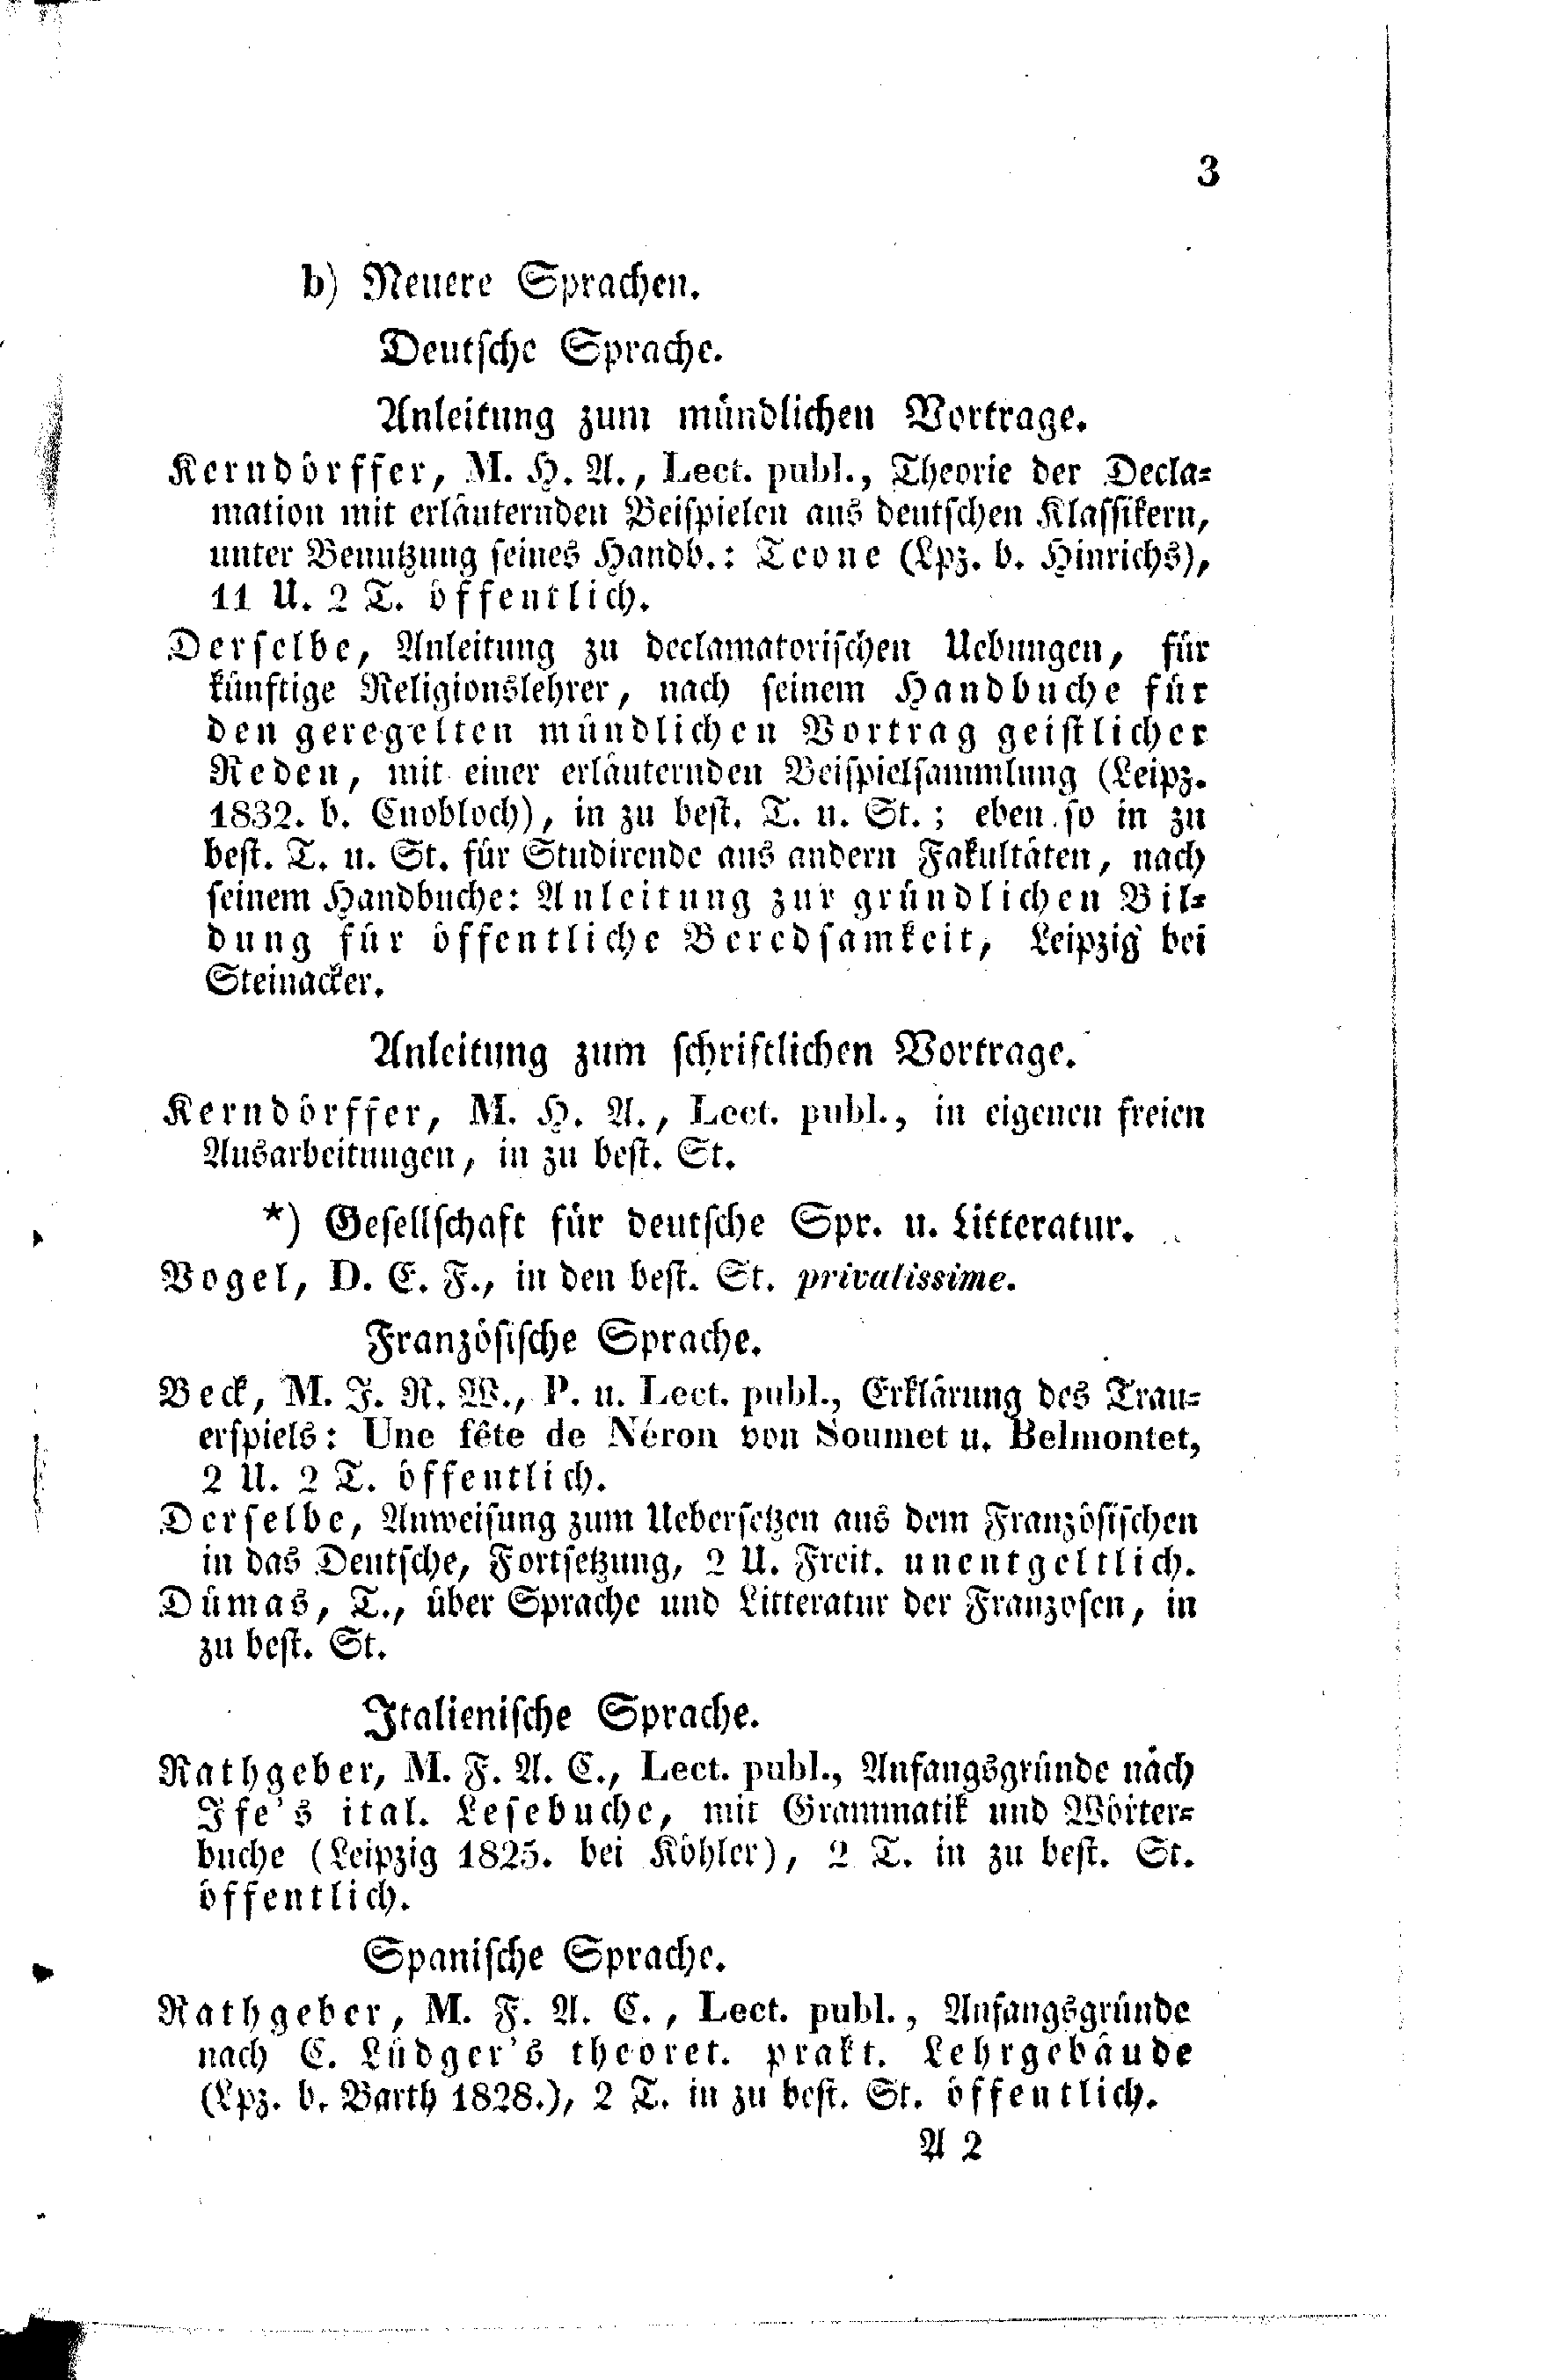 3
b) Neuere Sprachen.
Deutsche Sprache.
Anleitung zum mündlichen Vortrage.
Kerndörffer, M. H. A., Lect. publ., Theorie der Decla-
mation mit erläuternden Beispielen aus deutschen Klassikern,
unter Benutzung seines Handb.: Teone (Lpz. b. Hinrichs),
11 U. 2 T. öffentlich.
Derselbe, Anleitung zu declamatorischen Uebungen, für
künftige Religionslehrer, nach seinem Handbuche für
den geregelten mündlichen Vortrag geistlicher
Reden, mit einer erläuternden Beispielsammlung (Leipz.
1832. b. Cnobloch), in zu best. T. u. St.; eben so in zu
best. T. u. St. für Studirende aus andern Fakultäten, nach
seinem Handbuche: Anleitung zur gründlichen Bil-
dung für öffentliche Beredsamkeit, Leipzig bei
Steinacker.
Anleitung zum schriftlichen Vortrage.
Kerndörffer, M. H. A., Lect. publ., in eigenen freien
Ausarbeitungen, in zu best. St.
*) Gesellschaft für deutsche Spr. u. Litteratur.
Vogel, D. E. F., in den best. St. privatissime.
Französische Sprache.
Beck, M. J. R. W., P. u. Lect. publ., Erklärung des Trau-
erspiels: Une fête de Néron von Soumet u. Belmontet,
2 U. 2 T. öffentlich.
Derselbe, Anweisung zum Uebersetzen aus dem Französischen
in das Deutsche, Fortsetzung, 2 U. Freit. unentgeltlich.
Dümas, T., über Sprache und Litteratur der Franzosen, in
zu best. St.
Italienische Sprache.
Rathgeber, M. F. A. C., Lect. publ., Anfangsgründe nach
Ife's ital. Lesebuche, mit Grammatik und Wörter-
buche (Leipzig 1825. bei Köhler), 2 T. in zu best. St.
öffentlich.
Spanische Sprache.
Rathgeber, M. F. A. C., Lect. publ., Anfangsgründe
nach C. Lüdger's theoret. prakt. Lehrgebäude
(Lpz. b. Barth 1828.), 2 T. in zu best. St. öffentlich.
A 2